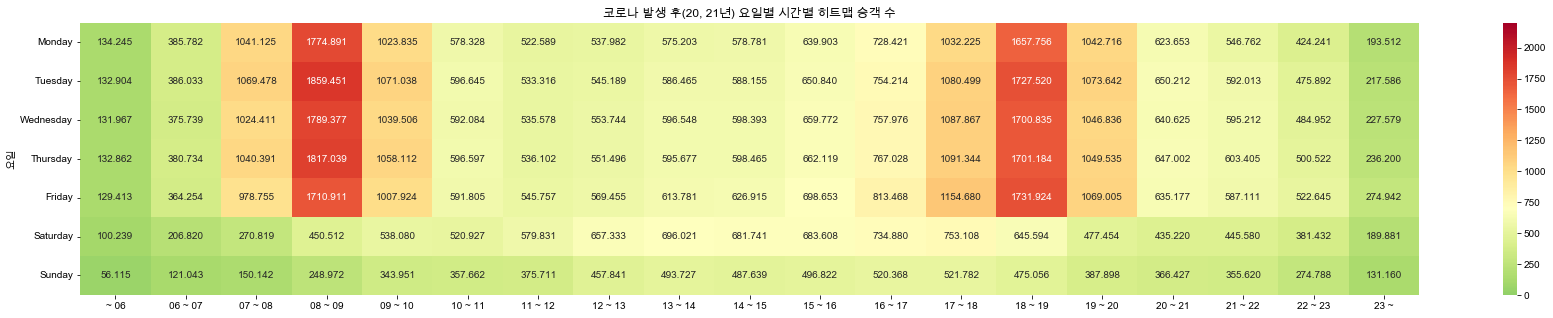 코로나 발생 후(20, 21년) 요일별 시간별 히트맵 승객 수
요일
Monday 134.245 385.782 1041.125 1774.891 1023.835 578.328 522.589 537.982 575.203 578.781 639.903 728.421 1032.225 1657.756 1042.716 623.653 546.762 424.241 193.512
Tuesday 132.904 386.033 1069.478 1859.451 1071.038 596.645 533.316 545.189 586.465 588.155 650.840 754.214 1080.499 1727.520 1073.642 650.212 592.013 475.892 217.586
Wednesday 131.967 375.739 1024.411 1789.377 1039.506 592.084 535.578 553.744 596.548 598.393 659.772 757.976 1087.867 1700.835 1046.836 640.625 595.212 484.952 227.579
Thursday 132.862 380.734 1040.391 1817.039 1058.112 596.597 536.102 551.496 595.677 598.465 662.119 767.028 1091.344 1701.184 1049.535 647.002 603.405 500.522 236.200
Friday 129.413 364.254 978.755 1710.911 1007.924 591.805 545.757 569.455 613.781 626.915 698.653 813.468 1154.680 1731.924 1069.005 635.177 587.111 522.645 274.942
Saturday 100.239 206.820 270.819 450.512 538.080 520.927 579.831 657.333 696.021 681.741 683.608 734.880 753.108 645.594 477.454 435.220 445.580 381.432 189.881
Sunday 56.115 121.043 150.142 248.972 343.951 357.662 375.711 457.841 493.727 487.639 496.822 520.368 521.782 475.056 387.898 366.427 355.620 274.788 131.160
~ 06 06 ~ 07 07 ~ 08 08 ~ 09 09 ~ 10 10 ~ 11 11 ~ 12 12 ~ 13 13 ~ 14 14 ~ 15 15 ~ 16 16 ~ 17 17 ~ 18 18 ~ 19 19 ~ 20 20 ~ 21 21 ~ 22 22 ~ 23 23 ~
2000
1750
1500
1250
1000
750
500
250
0